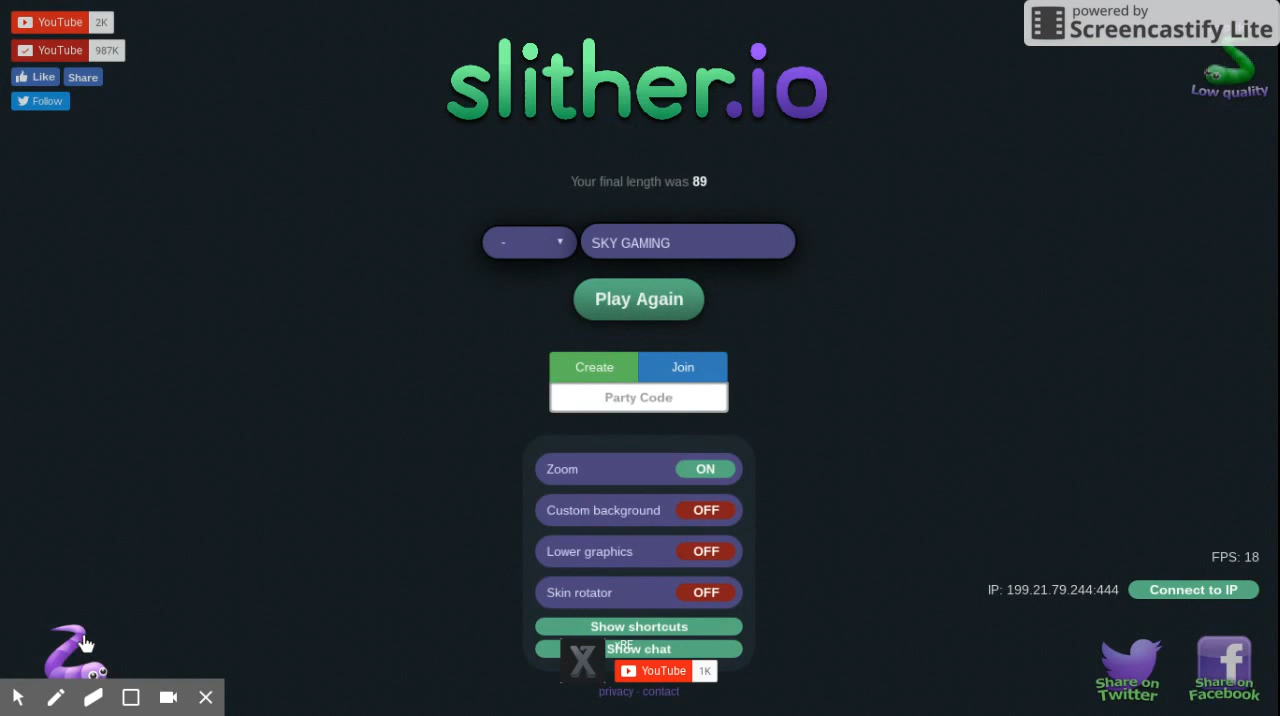 YouTube 2K
YouTube 987K
Like Share
Follow
powered by
Screencastify Lite
slither.io
Low quality
Your final length was 89
- SKY GAMING
Play Again
Create Join
Party Code
Zoom ON
Custom background OFF
Lower graphics OFF
Skin rotator OFF
Show shortcuts
Show chat
X
YouTube 1K
privacy · contact
FPS: 18
IP: 199.21.79.244:444 Connect to IP
Share on
Twitter
Share on
Facebook